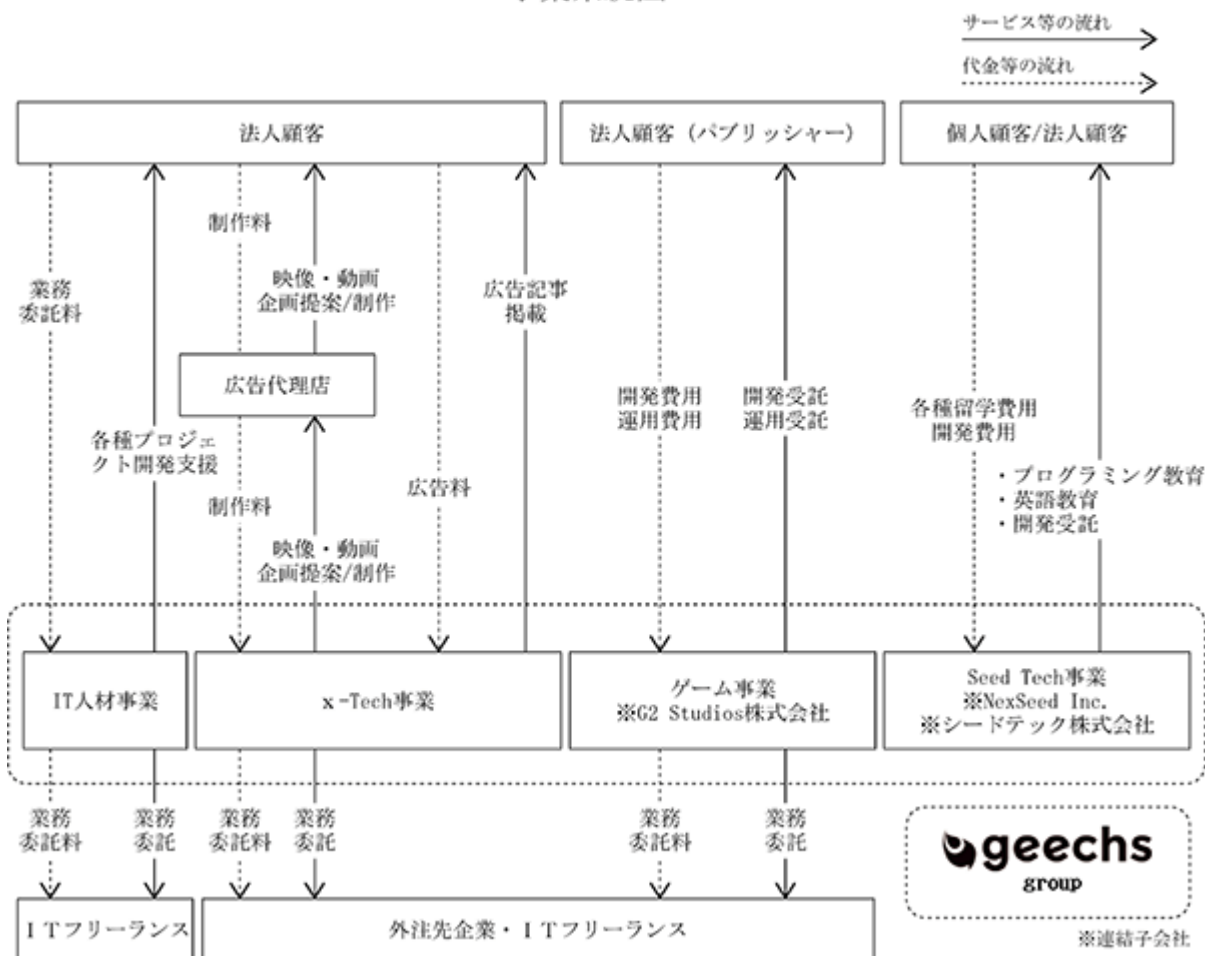 サービス等の流れ
代金等の流れ
法人顧客
法人顧客（パブリッシャー）
個人顧客/法人顧客
制作料
映像・動画
企画提案/制作
業務
委託料
広告記事
掲載
広告代理店
開発費用
運用費用
開発受託
運用受託
各種留学費用
開発費用
各種プロジェ
クト開発支援
広告料
・プログラミング教育
・英語教育
・開発受託
制作料
映像・動画
企画提案/制作
IT人材事業
x-Tech事業
ゲーム事業
※G2 Studios株式会社
Seed Tech事業
※NexSeed Inc.
※シードテック株式会社
業務
委託料
業務
委託
業務
委託料
業務
委託
業務
委託料
業務
委託
geechs
group
ＩＴフリーランス
外注先企業・ＩＴフリーランス
※連結子会社